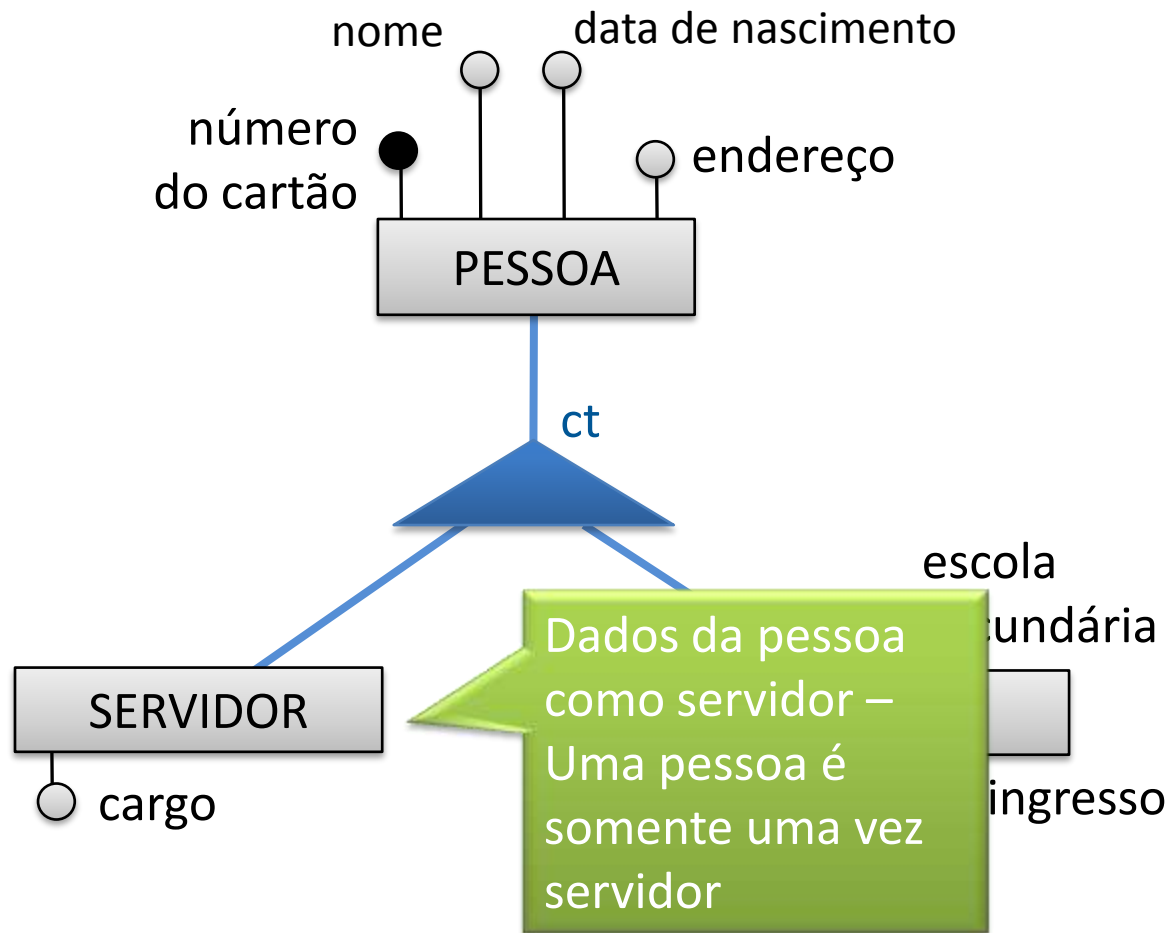 nome
data de nascimento
número
do cartão
endereço
PESSOA
ct
escola
cundária
SERVIDOR
cargo
Dados da pessoa
como servidor –
Uma pessoa é
somente uma vez
servidor
ingresso